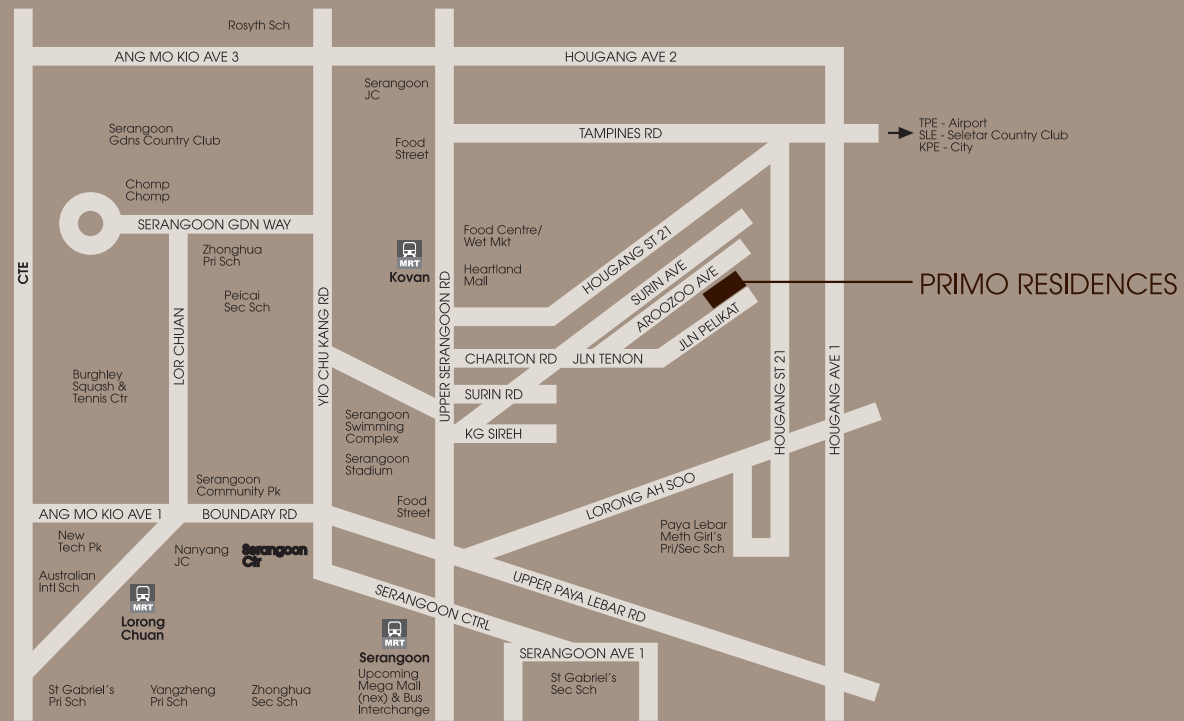 Rosyth Sch
ANG MO KIO AVE 3
HOUGANG AVE 2
Serangoon
JC
TAMPINES RD
TPE - Airport
SLE - Seletar Country Club
KPE - City
Serangoon
Gdns Country Club
Food
Street
Chomp
Chomp
SERANGOON GDN WAY
Food Centre/
Wet Mkt
Zhonghua
Pri Sch
MRT
Kovan
Heartland
Mall
HOUGANG ST 21
SURIN AVE
AROOZOO AVE
JLN PELIKAT
PRIMO RESIDENCES
CTE
Peicai
Sec Sch
LOR CHUAN
YIO CHU KANG RD
UPPER SERANGOON RD
CHARLTON RD
JLN TENON
HOUGANG ST 21
HOUGANG AVE 1
Burghley
Squash &
Tennis Ctr
SURIN RD
Serangoon
Swimming
Complex
KG SIREH
Serangoon
Stadium
Serangoon
Community Pk
LORONG AH SOO
Food
Street
ANG MO KIO AVE 1
BOUNDARY RD
Paya Lebar
Meth Girl's
Pri/Sec Sch
New
Tech Pk
Nanyang
JC
Serangoon
Ctr
Australian
Intl Sch
UPPER PAYA LEBAR RD
SERANGOON CTRL
MRT
Lorong
Chuan
MRT
Serangoon
Upcoming
Mega Mall
(nex) & Bus
Interchange
SERANGOON AVE 1
St Gabriel's
Sec Sch
St Gabriel's
Pri Sch
Yangzheng
Pri Sch
Zhonghua
Sec Sch